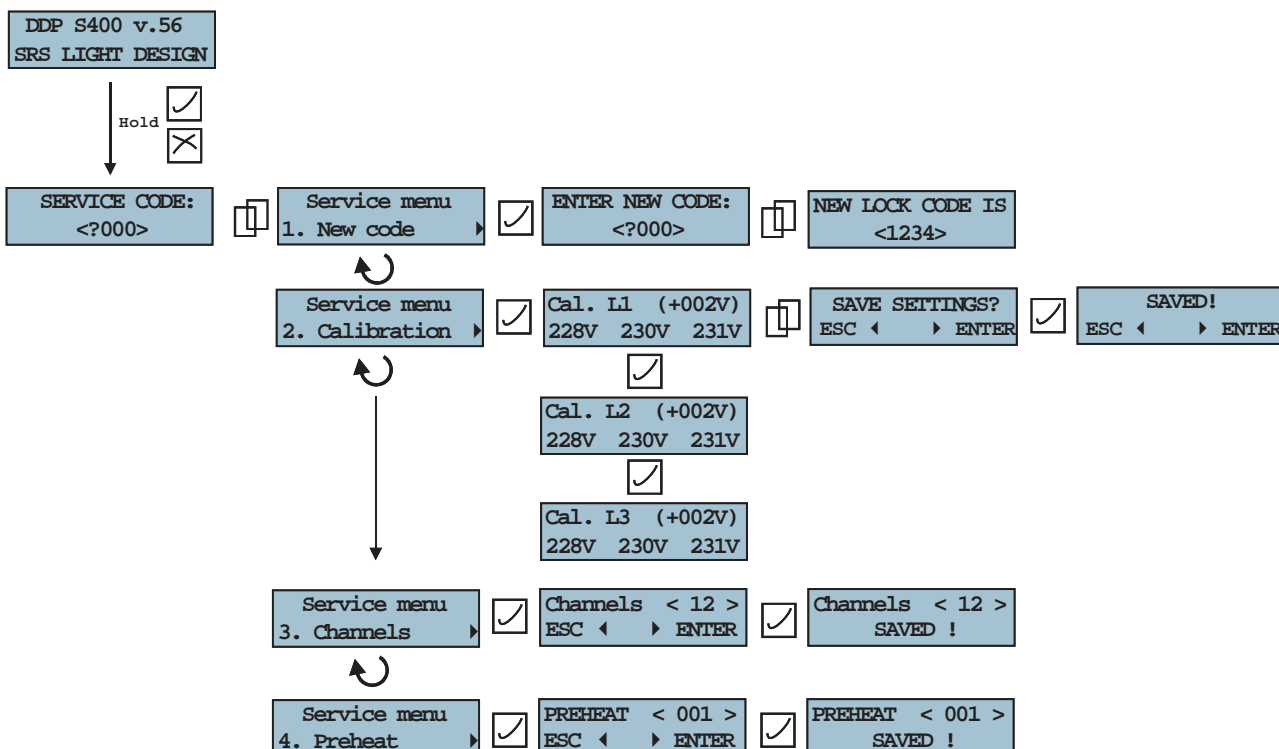 DDP S400 v.56
SRS LIGHT DESIGN
Hold
SERVICE CODE:
<?000>
Service menu
1. New code
ENTER NEW CODE:
<?000>
NEW LOCK CODE IS
<1234>
Service menu
2. Calibration
Cal. L1 (+002V)
228V 230V 231V
SAVE SETTINGS?
ESC ENTER
SAVED!
ESC ENTER
Cal. L2 (+002V)
228V 230V 231V
Cal. L3 (+002V)
228V 230V 231V
Service menu
3. Channels
Channels < 12 >
ESC ENTER
Channels < 12 >
SAVED !
Service menu
4. Preheat
PREHEAT < 001 >
ESC ENTER
PREHEAT < 001 >
SAVED !